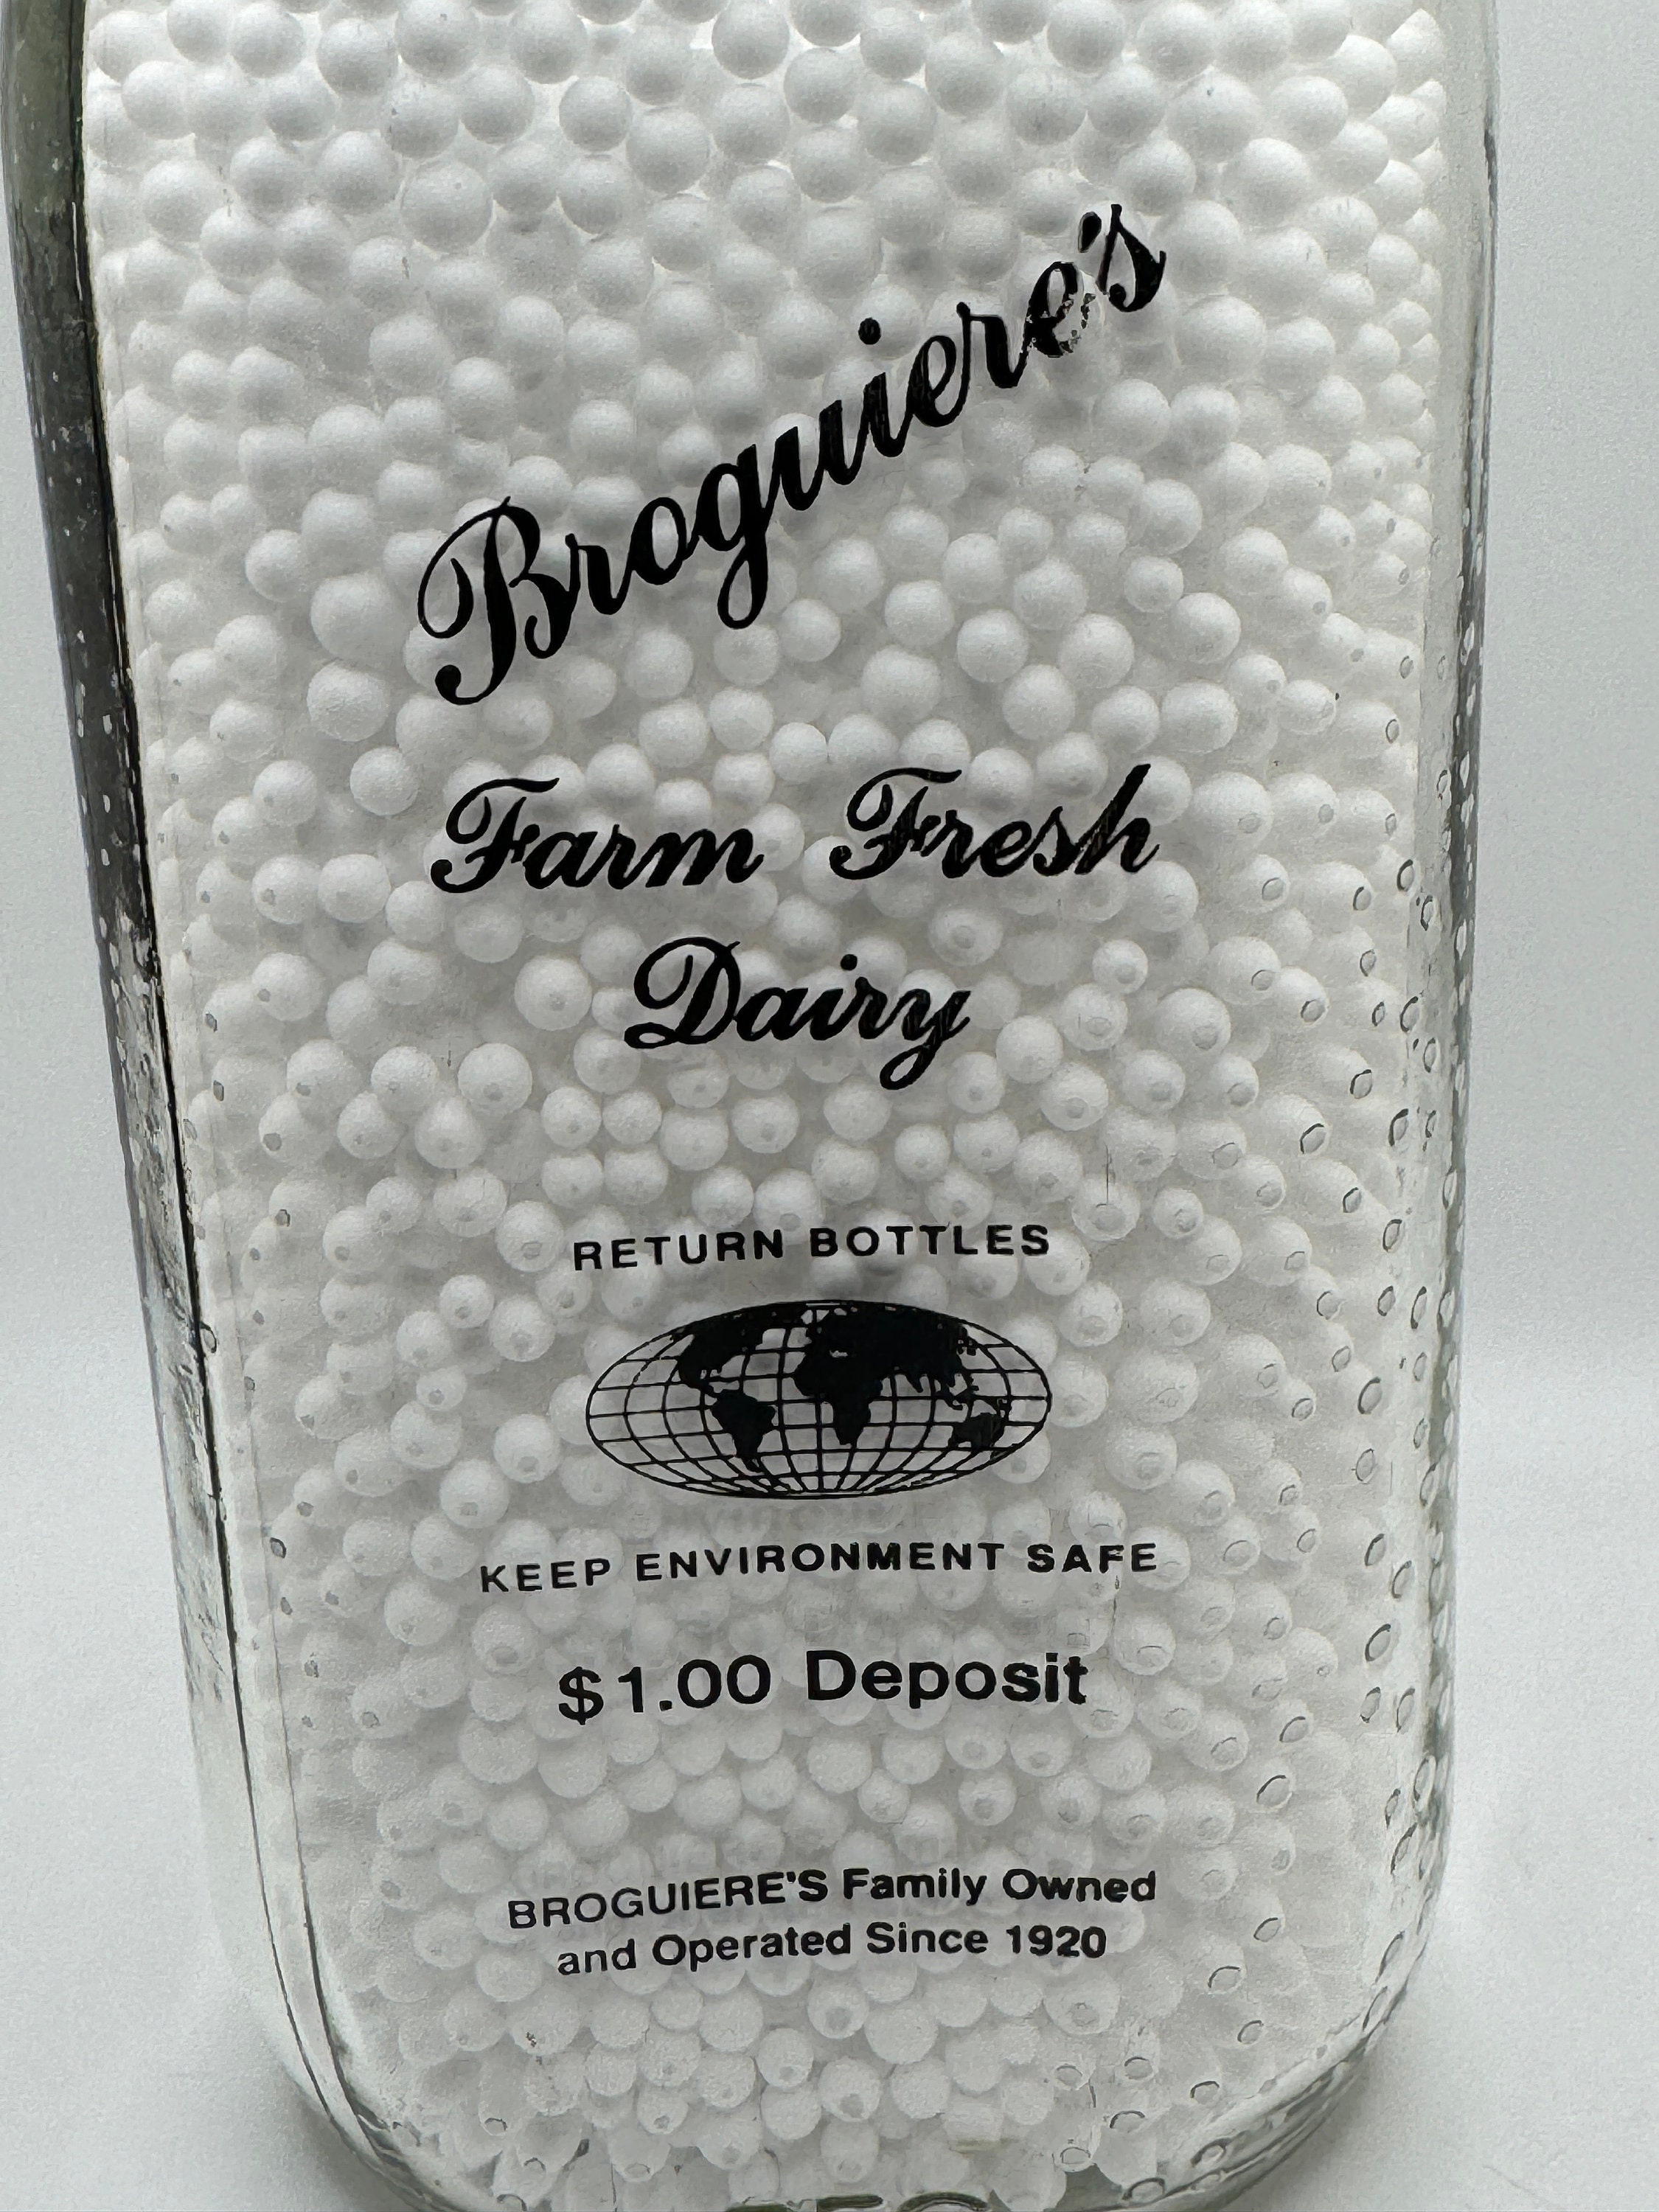 Broguiere's
Farm Fresh
Dairy
RETURN BOTTLES
KEEP ENVIRONMENT SAFE
$1.00 Deposit
BROGUIERE'S Family Owned
and Operated Since 1920